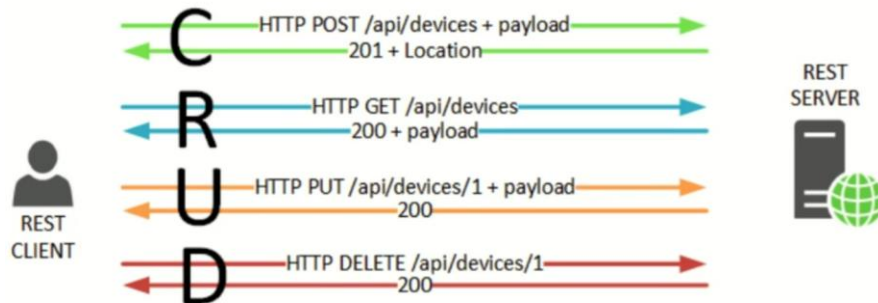 C
HTTP POST /api/devices + payload
201 + Location
R
HTTP GET /api/devices
200 + payload
U
HTTP PUT /api/devices/1 + payload
200
D
HTTP DELETE /api/devices/1
200
REST
CLIENT
REST
SERVER